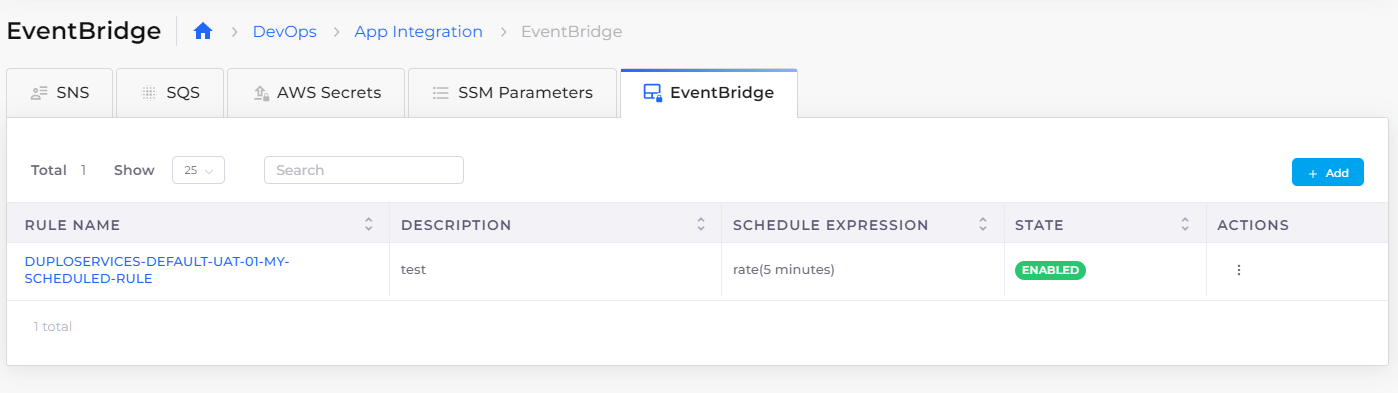 EventBridge DevOps App Integration EventBridge
SNS SQS AWS Secrets SSM Parameters EventBridge
Total 1 Show 25 Search + Add
RULE NAME DESCRIPTION SCHEDULE EXPRESSION STATE ACTIONS
DUPLOSERVICES-DEFAULT-UAT-01-MY-
SCHEDULED-RULE
test rate(5 minutes) ENABLED
1 total